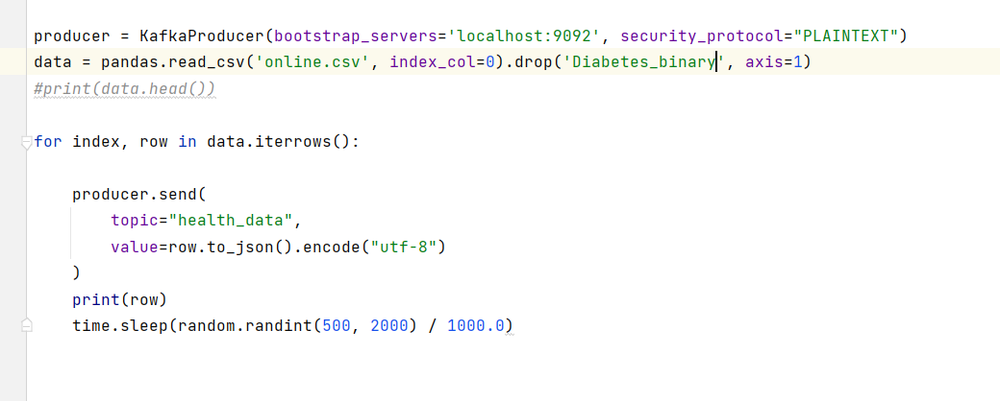 producer = KafkaProducer(bootstrap_servers='localhost:9092', security_protocol="PLAINTEXT")
data = pandas.read_csv('online.csv', index_col=0).drop('Diabetes_binary', axis=1)
#print(data.head())
for index, row in data.iterrows():
    producer.send(
        topic="health_data",
        value=row.to_json().encode("utf-8")
    )
    print(row)
    time.sleep(random.randint(500, 2000) / 1000.0)